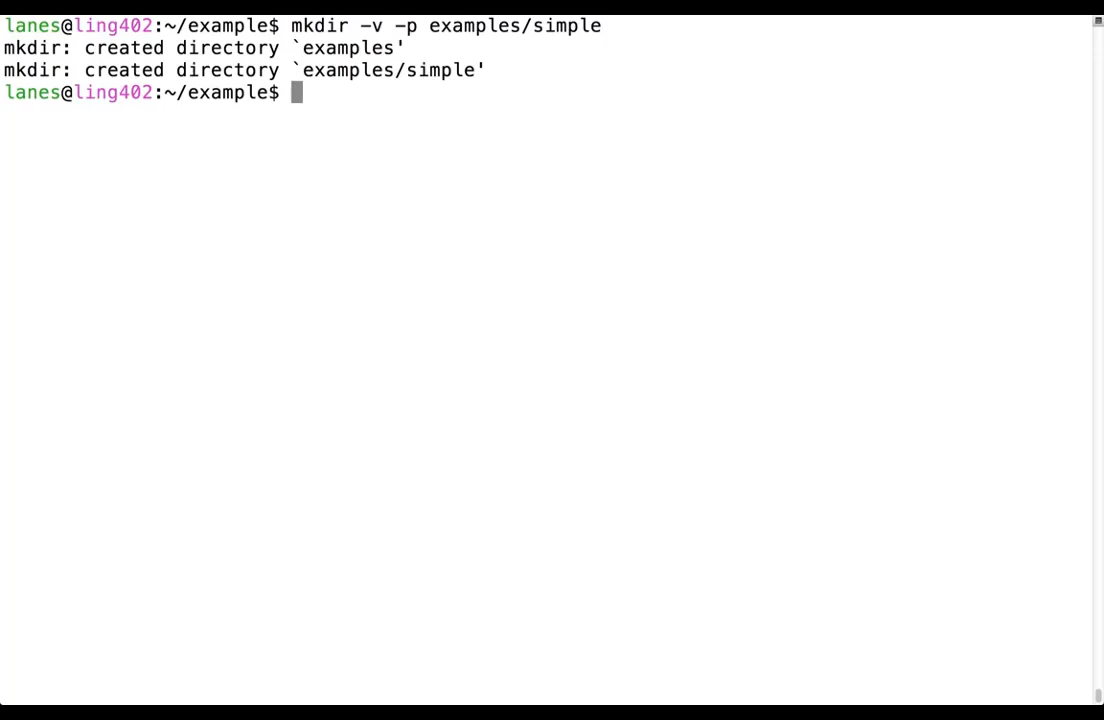 lanes@ling402:~/example$ mkdir -v -p examples/simple
mkdir: created directory `examples'
mkdir: created directory `examples/simple'
lanes@ling402:~/example$